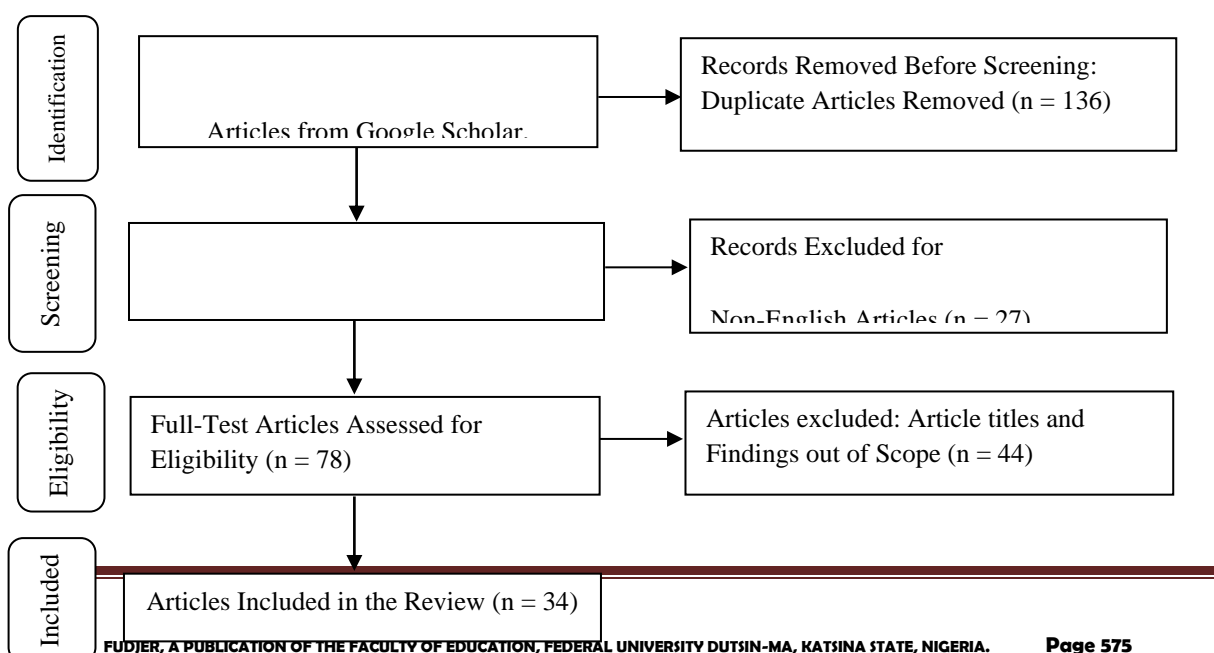 Identification
Articles from Google Scholar.
Records Removed Before Screening:
Duplicate Articles Removed (n = 136)
Screening
Records Excluded for
Non-English Articles (n = 27)
Eligibility
Full-Test Articles Assessed for
Eligibility (n = 78)
Articles excluded: Article titles and
Findings out of Scope (n = 44)
Included
Articles Included in the Review (n = 34)
FUDJER, A PUBLICATION OF THE FACULTY OF EDUCATION, FEDERAL UNIVERSITY DUTSIN-MA, KATSINA STATE, NIGERIA. Page 575